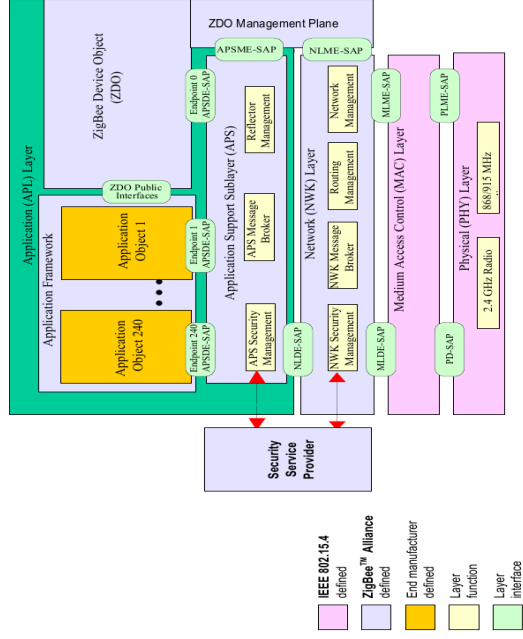 ZDO Management Plane
Application (APL) Layer
ZigBee Device Object
(ZDO)
Application Framework
ZDO Public
Interfaces
Application
Object 240
Application
Object 1
Endpoint 240
APSDE-SAP
Endpoint 1
APSDE-SAP
Endpoint 0
APSDE-SAP
APSME-SAP
Application Support Sublayer (APS)
APS Security
Management
APS Message
Broker
Reflector
Management
NLDE-SAP
NLME-SAP
Network (NWK) Layer
NWK Security
Management
NWK Message
Broker
Routing
Management
Network
Management
Security
Service
Provider
MLDE-SAP
MLME-SAP
Medium Access Control (MAC) Layer
PD-SAP
PLME-SAP
Physical (PHY) Layer
2.4 GHz Radio
868/915 MHz
IEEE 802.15.4
defined
ZigBee™ Alliance
defined
End manufacturer
defined
Layer
function
Layer
interface